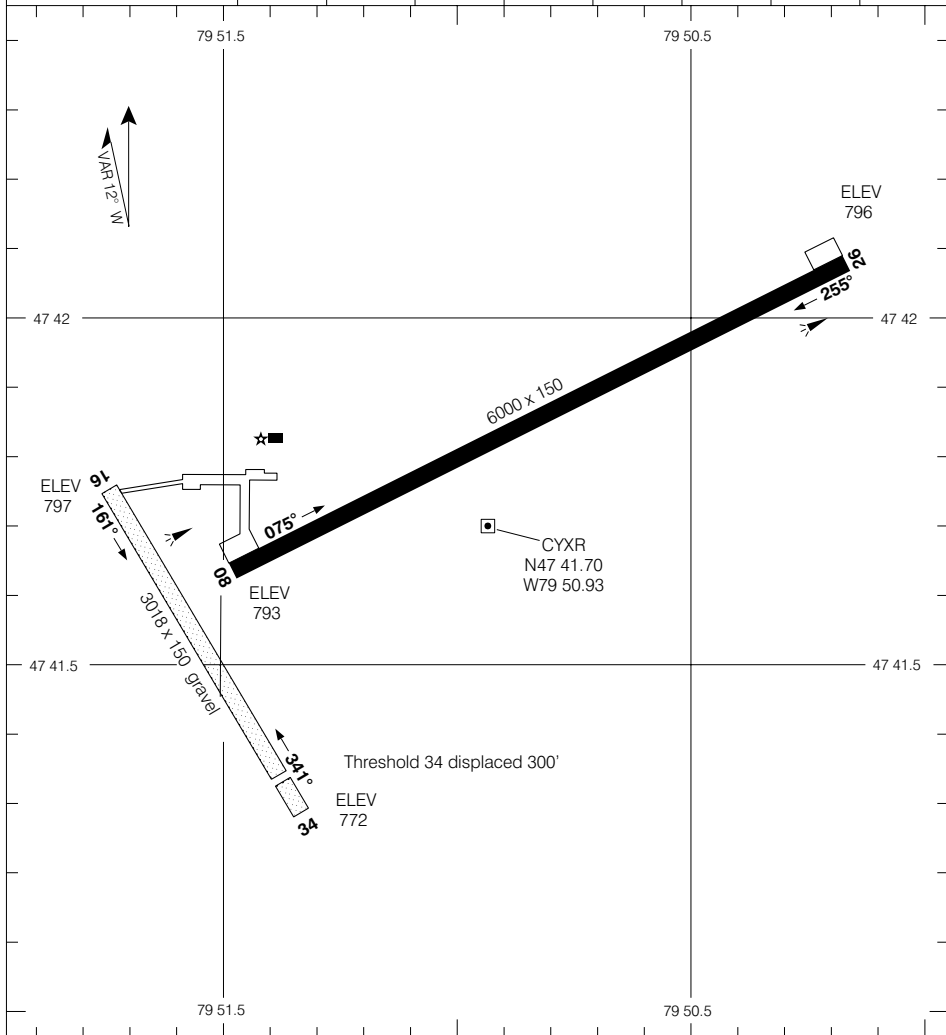 79 51.5
79 50.5
VAR 12° W
ELEV
796
26
255°
47 42
47 42
6000 x 150
16
ELEV
797
161°
075°
CYXR
N47 41.70
W79 50.93
08
ELEV
793
3018 x 150 gravel
47 41.5
47 41.5
341°
Threshold 34 displaced 300'
ELEV
772
34
79 51.5
79 50.5